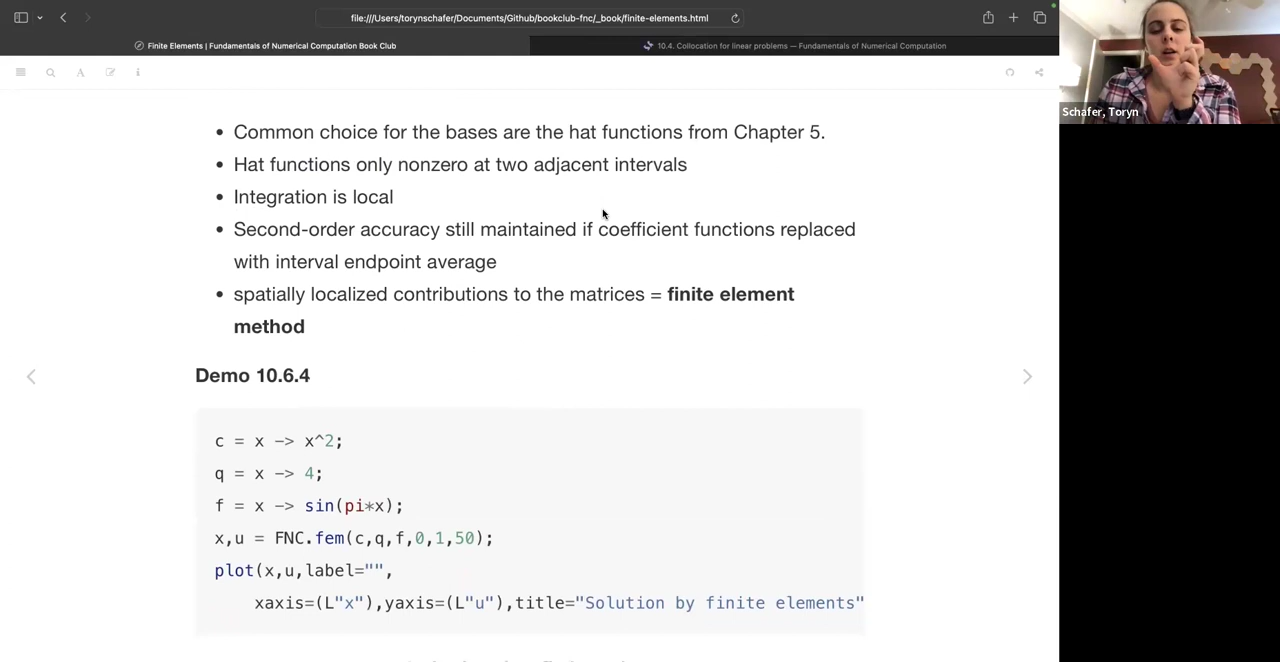 file:///Users/torynschafer/Documents/Github/bookclub-fnc/_book/finite-elements.html
Finite Elements | Fundamentals of Numerical Computation Book Club
10.4. Collocation for linear problems — Fundamentals of Numerical Computation
Schafer, Toryn
• Common choice for the bases are the hat functions from Chapter 5.
• Hat functions only nonzero at two adjacent intervals
• Integration is local
• Second-order accuracy still maintained if coefficient functions replaced
with interval endpoint average
• spatially localized contributions to the matrices = finite element
method
Demo 10.6.4
c = x -> x^2;
q = x -> 4;
f = x -> sin(pi*x);
x,u = FNC.fem(c,q,f,0,1,50);
plot(x,u,label="",
xaxis=(L"x"),yaxis=(L"u"),title="Solution by finite elements"